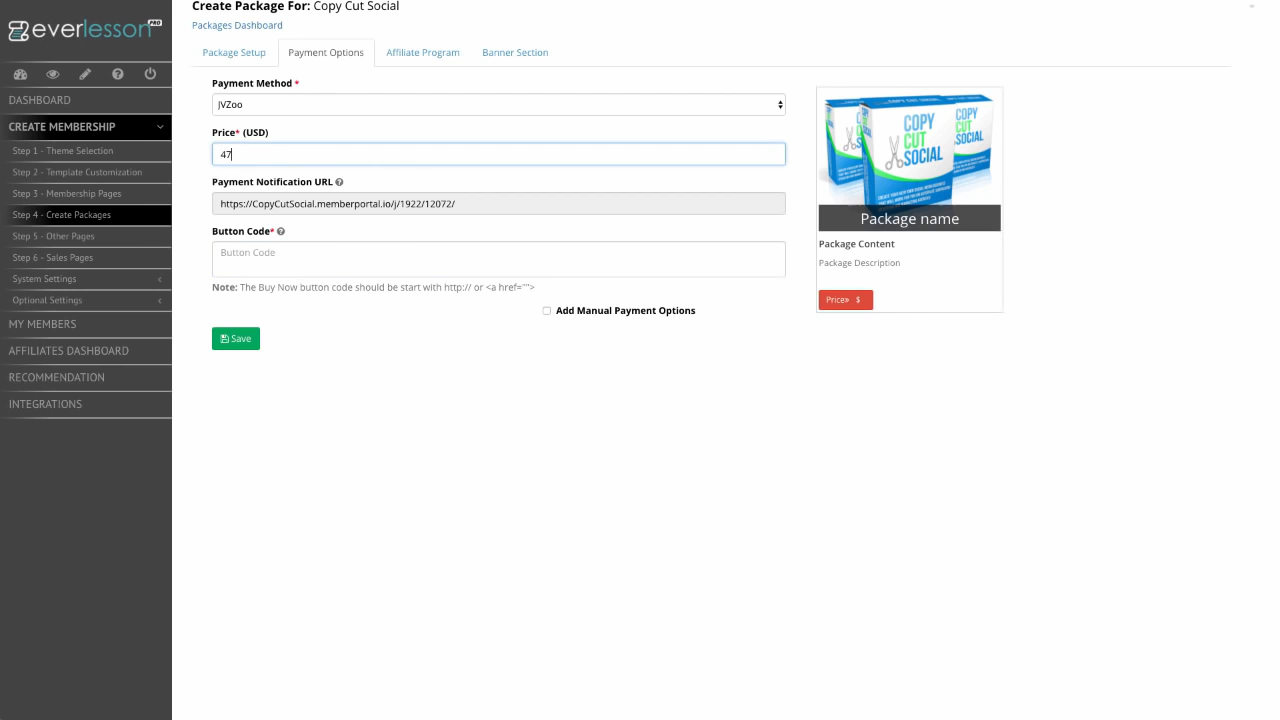 Create Package For: Copy Cut Social
everlesson PRO
Packages Dashboard
Package Setup
Payment Options
Affiliate Program
Banner Section
DASHBOARD
CREATE MEMBERSHIP
Step 1 - Theme Selection
Step 2 - Template Customization
Step 3 - Membership Pages
Step 4 - Create Packages
Step 5 - Other Pages
Step 6 - Sales Pages
System Settings
Optional Settings
MY MEMBERS
AFFILIATES DASHBOARD
RECOMMENDATION
INTEGRATIONS
Payment Method *
JVZoo
Price* (USD)
47
Payment Notification URL
https://CopyCutSocial.memberportal.io/j/1922/12072/
Button Code*
Button Code
Note: The Buy Now button code should be start with http:// or <a href="">
Add Manual Payment Options
Save
COPY CUT SOCIAL
COPY
CUT
SOCIAL
Package name
Package Content
Package Description
Price» $